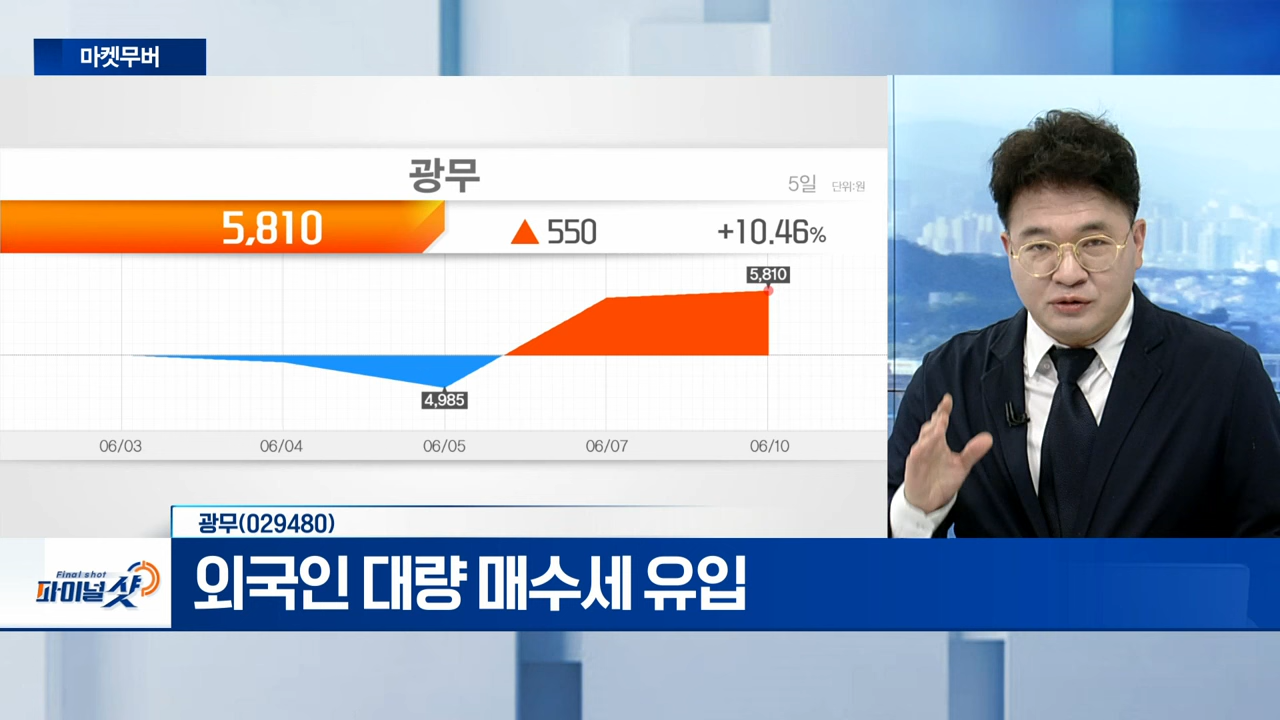 마켓무버
광무
5일 단위:원
5,810 ▲ 550 +10.46%
5,810
4,985
06/03 06/04 06/05 06/07 06/10
광무(029480)
Final shot
파이널샷
외국인 대량 매수세 유입